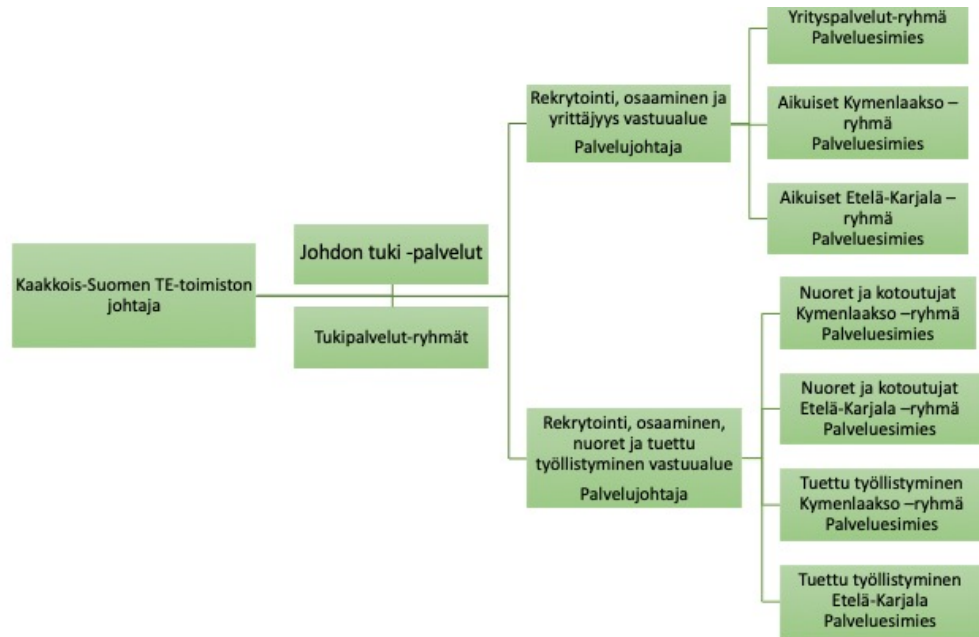 Kaakkois-Suomen TE-toimiston
johtaja
Johdon tuki -palvelut
Tukipalvelut-ryhmät
Rekrytointi, osaaminen ja
yrittäjyys vastuualue
Palvelujohtaja
Yrityspalvelut-ryhmä
Palveluesimies
Aikuiset Kymenlaakso –
ryhmä
Palveluesimies
Aikuiset Etelä-Karjala –
ryhmä
Palveluesimies
Rekrytointi, osaaminen,
nuoret ja tuettu
työllistyminen vastuualue
Palvelujohtaja
Nuoret ja kotoutujat
Kymenlaakso –ryhmä
Palveluesimies
Nuoret ja kotoutujat
Etelä-Karjala –ryhmä
Palveluesimies
Tuettu työllistyminen
Kymenlaakso –ryhmä
Palveluesimies
Tuettu työllistyminen
Etelä-Karjala
Palveluesimies